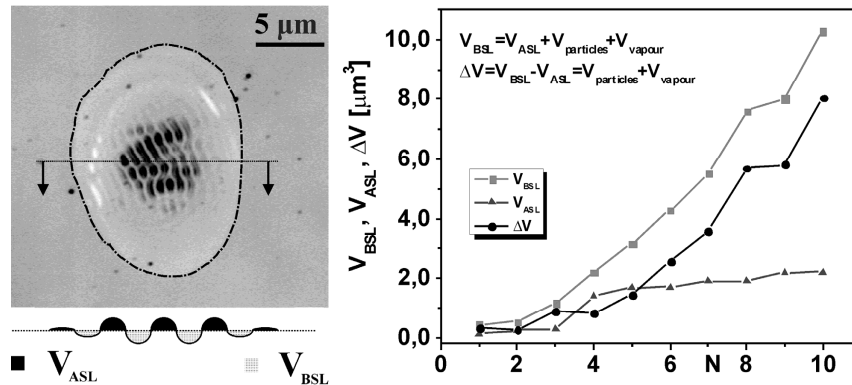 5 µm
V_ASL
V_BSL
V_BSL=V_ASL+V_particles+V_vapour
ΔV=V_BSL-V_ASL=V_particles+V_vapour
V_BSL, V_ASL, ΔV [µm³]
10,0
8,0
6,0
4,0
2,0
0,0
V_BSL
V_ASL
ΔV
0 2 4 6 N 8 10